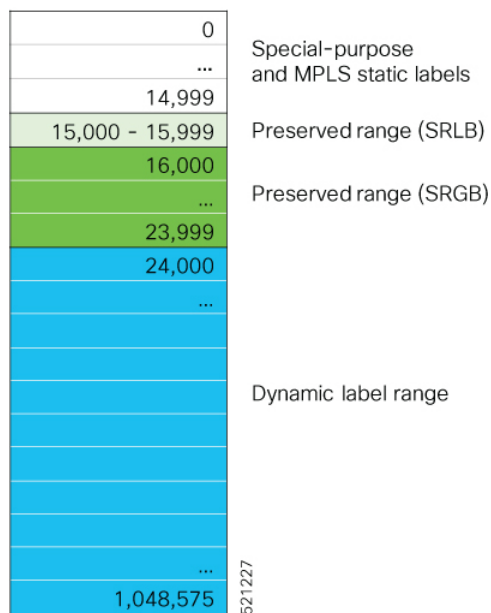 0
...
14,999
Special-purpose
and MPLS static labels
15,000 - 15,999
Preserved range (SRLB)
16,000
...
23,999
Preserved range (SRGB)
24,000
...
...
1,048,575
Dynamic label range
521227